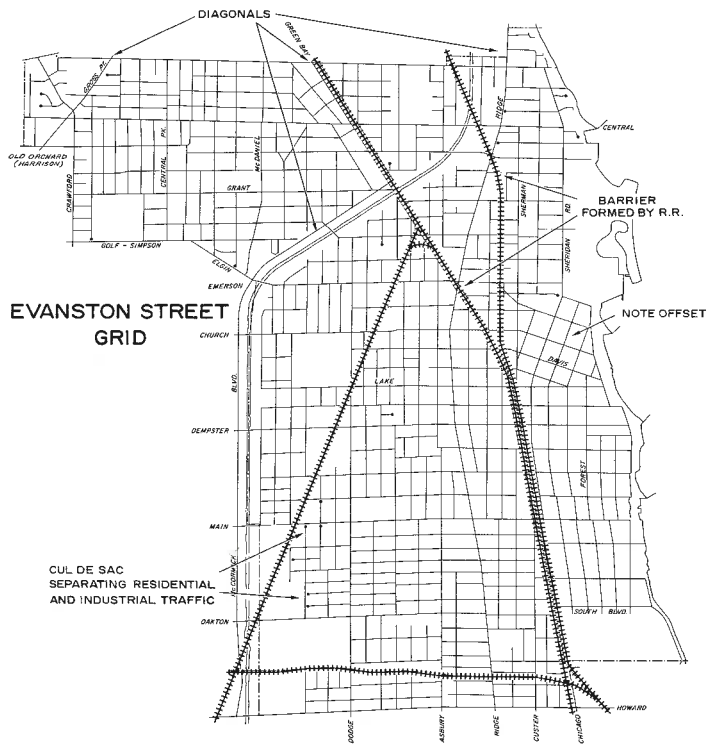 DIAGONALS
GREEN BAY
GROSS PT.
RIDGE
CENTRAL
OLD ORCHARD
(HARRISON)
CRAWFORD
CENTRAL PK.
McDANIEL
GRANT
SHERMAN
BARRIER
FORMED BY R.R.
SHERIDAN RD.
GOLF - SIMPSON
ELGIN
EMERSON
EVANSTON STREET
GRID
NOTE OFFSET
CHURCH
DAVIS
LAKE
BLVD.
DEMPSTER
FOREST
MAIN
McCORMICK
CUL DE SAC
SEPARATING RESIDENTIAL
AND INDUSTRIAL TRAFFIC
OAKTON
SOUTH BLVD.
HOWARD
DODGE
ASBURY
RIDGE
CUSTER
CHICAGO